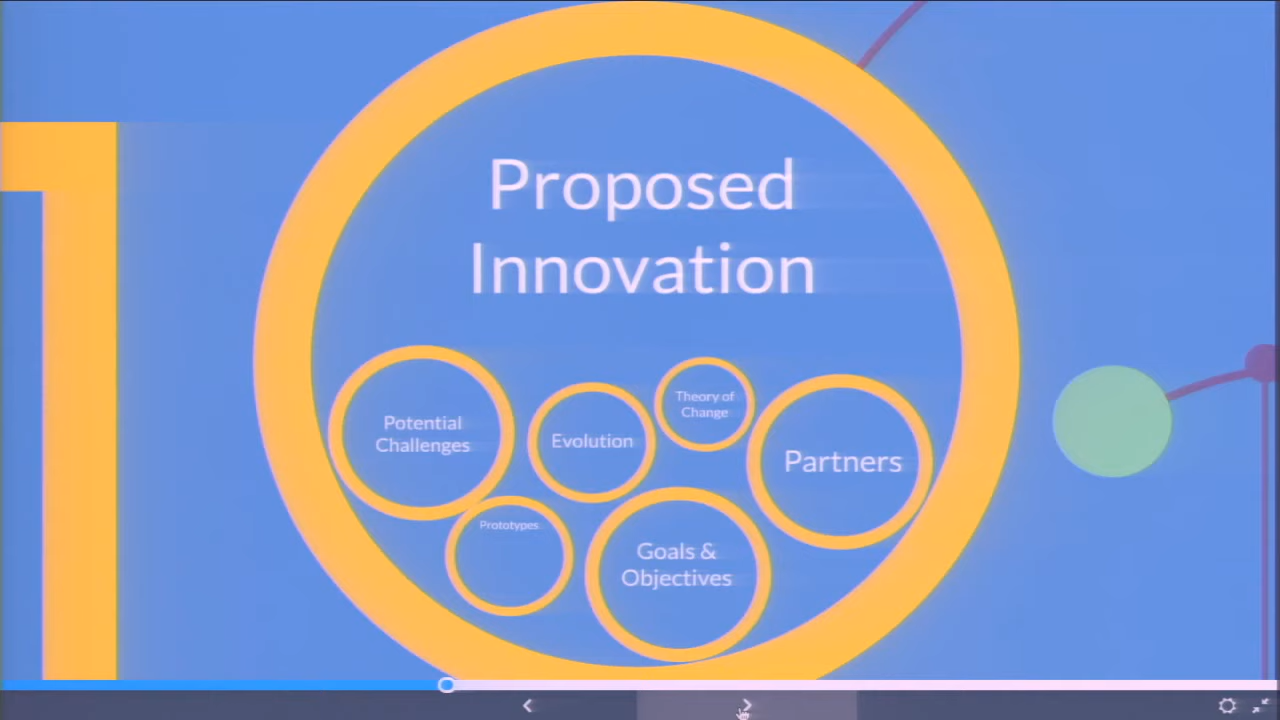 Proposed
Innovation
Potential
Challenges
Evolution
Theory of
Change
Partners
Prototypes
Goals &
Objectives